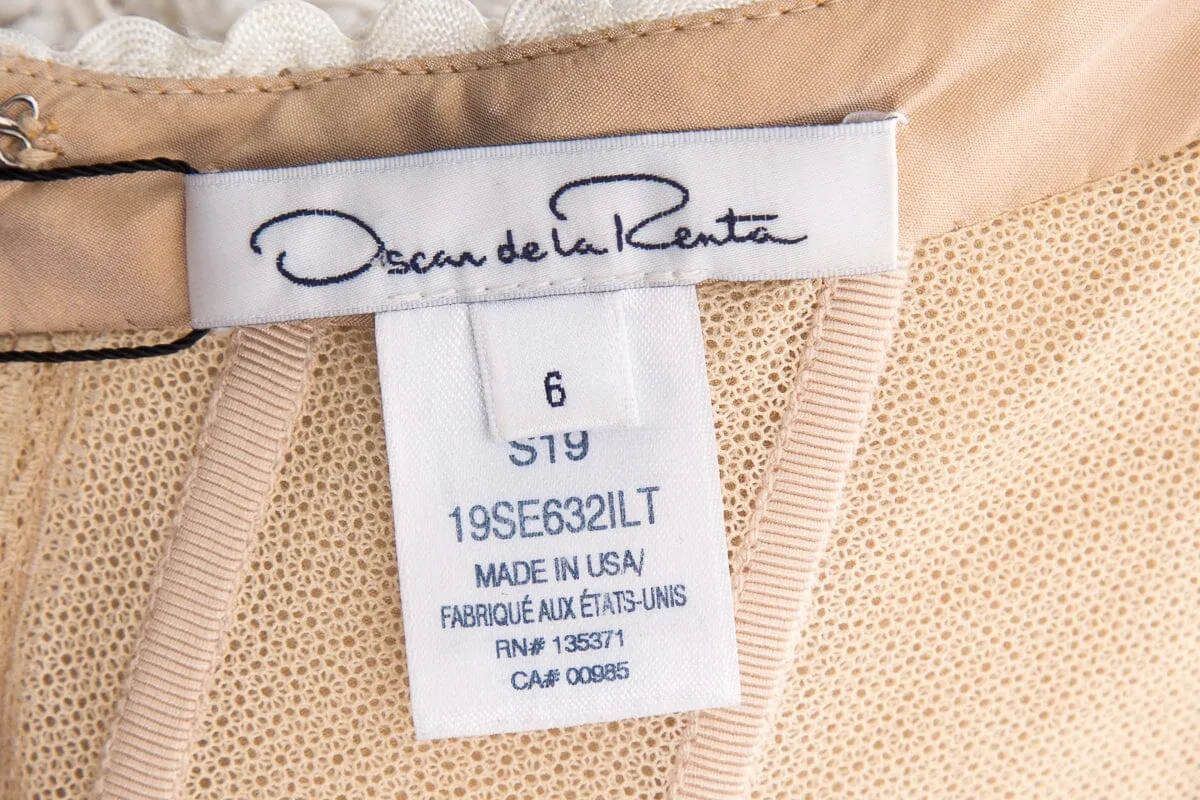 Oscar de la Renta
6
S19
19SE632ILT
MADE IN USA/
FABRIQUÉ AUX ÉTATS-UNIS
RN# 135371
CA# 00985